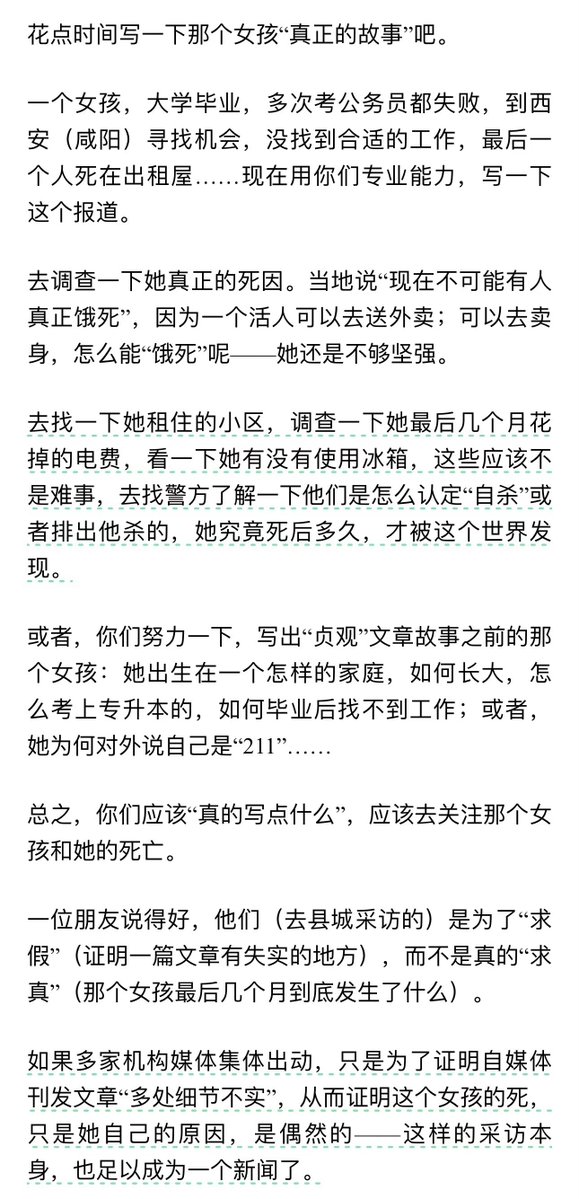 花点时间写一下那个女孩“真正的故事”吧。
一个女孩，大学毕业，多次考公务员都失败，到西
安（咸阳）寻找机会，没找到合适的工作，最后一
个人死在出租屋……现在用你们专业能力，写一下
这个报道。
去调查一下她真正的死因。当地说“现在不可能有人
真正饿死”，因为一个活人可以去送外卖；可以去卖
身，怎么能“饿死”呢——她还是不够坚强。
去找一下她租住的小区，调查一下她最后几个月花
掉的电费，看一下她有没有使用冰箱，这些应该不
是难事，去找警方了解一下他们是怎么认定“自杀”或
者排出他杀的，她究竟死后多久，才被这个世界发
现。
或者，你们努力一下，写出“贞观”文章故事之前的那
个女孩：她出生在一个怎样的家庭，如何长大，怎
么考上专升本的，如何毕业后找不到工作；或者，
她为何对外说自己是“211”……
总之，你们应该“真的写点什么”，应该去关注那个女
孩和她的死亡。
一位朋友说得好，他们（去县城采访的）是为了“求
假”（证明一篇文章有失实的地方），而不是真的“求
真”（那个女孩最后几个月到底发生了什么）。
如果多家机构媒体集体出动，只是为了证明自媒体
刊发文章“多处细节不实”，从而证明这个女孩的死，
只是她自己的原因，是偶然的——这样的采访本
身，也足以成为一个新闻了。